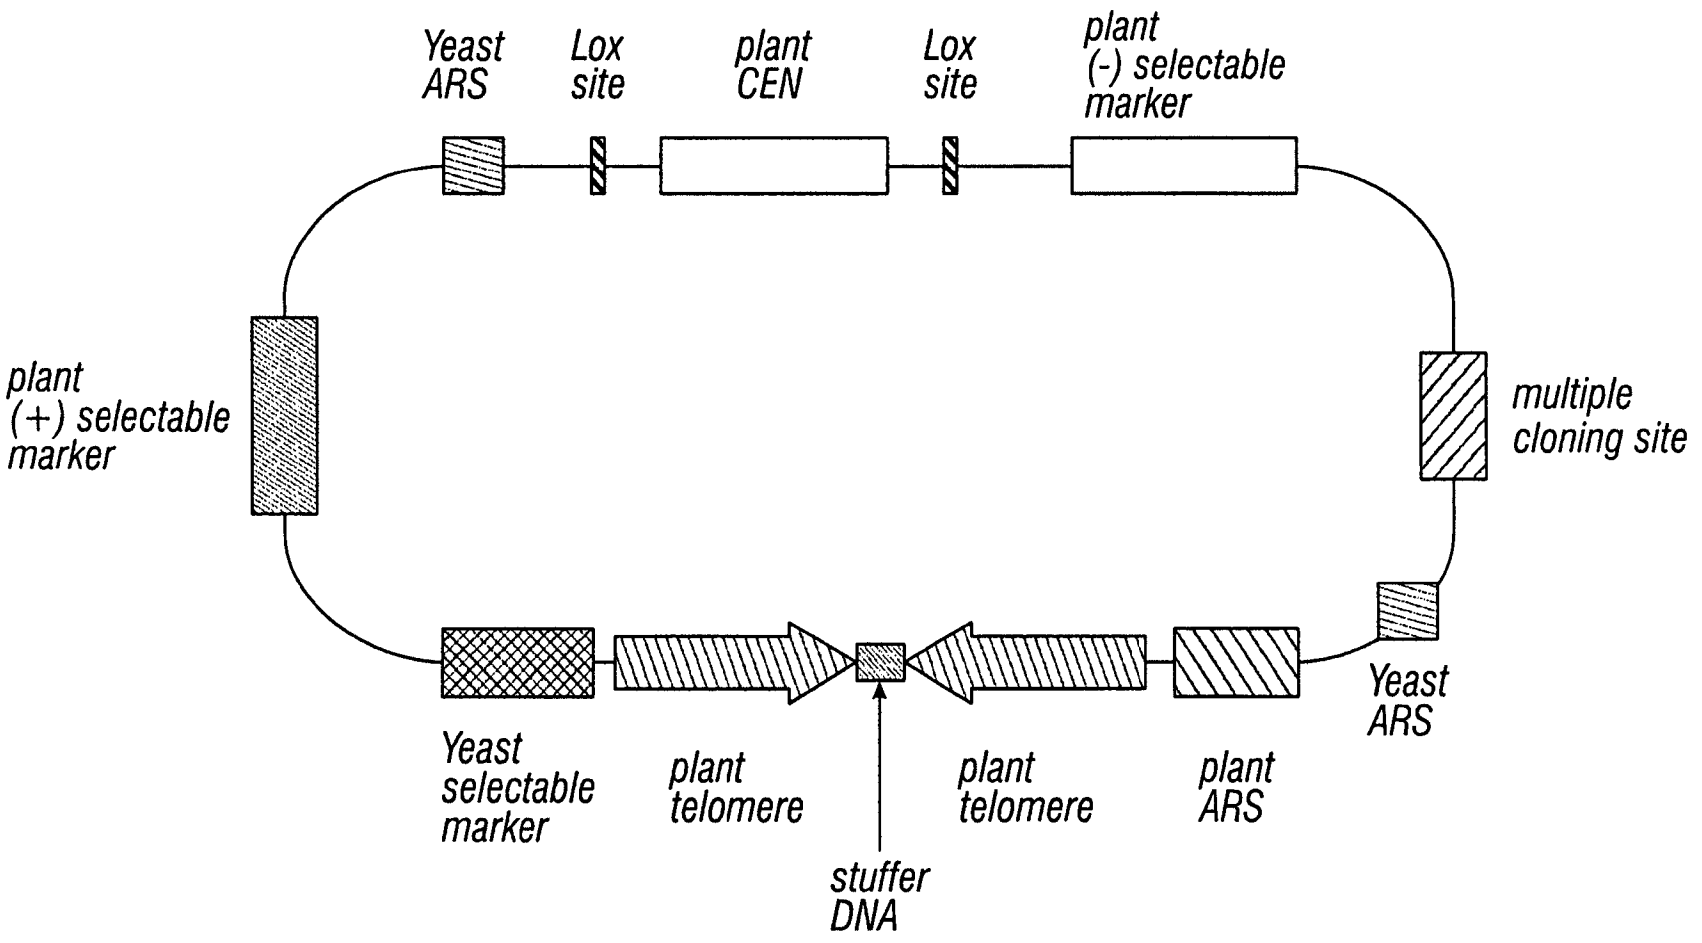 Yeast
ARS
Lox
site
plant
CEN
Lox
site
plant
(-) selectable
marker
plant
(+) selectable
marker
multiple
cloning site
Yeast
selectable
marker
plant
telomere
stuffer
DNA
plant
telomere
plant
ARS
Yeast
ARS